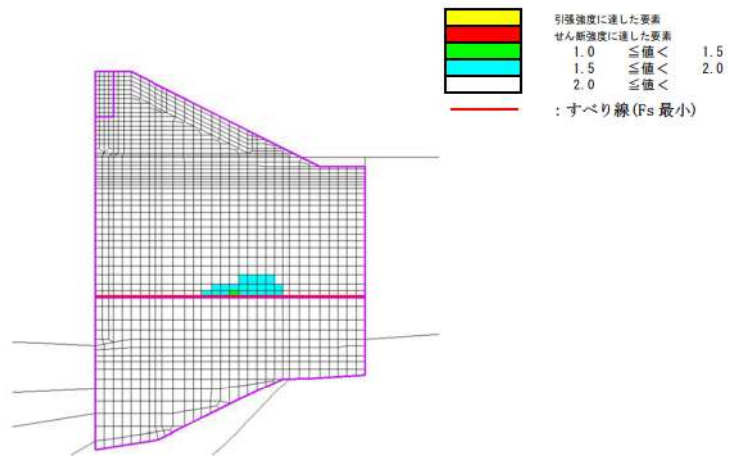 引張強度に達した要素
せん断強度に達した要素
1.0 ≦値< 1.5
1.5 ≦値< 2.0
2.0 ≦値<
：すべり線(Fs 最小)